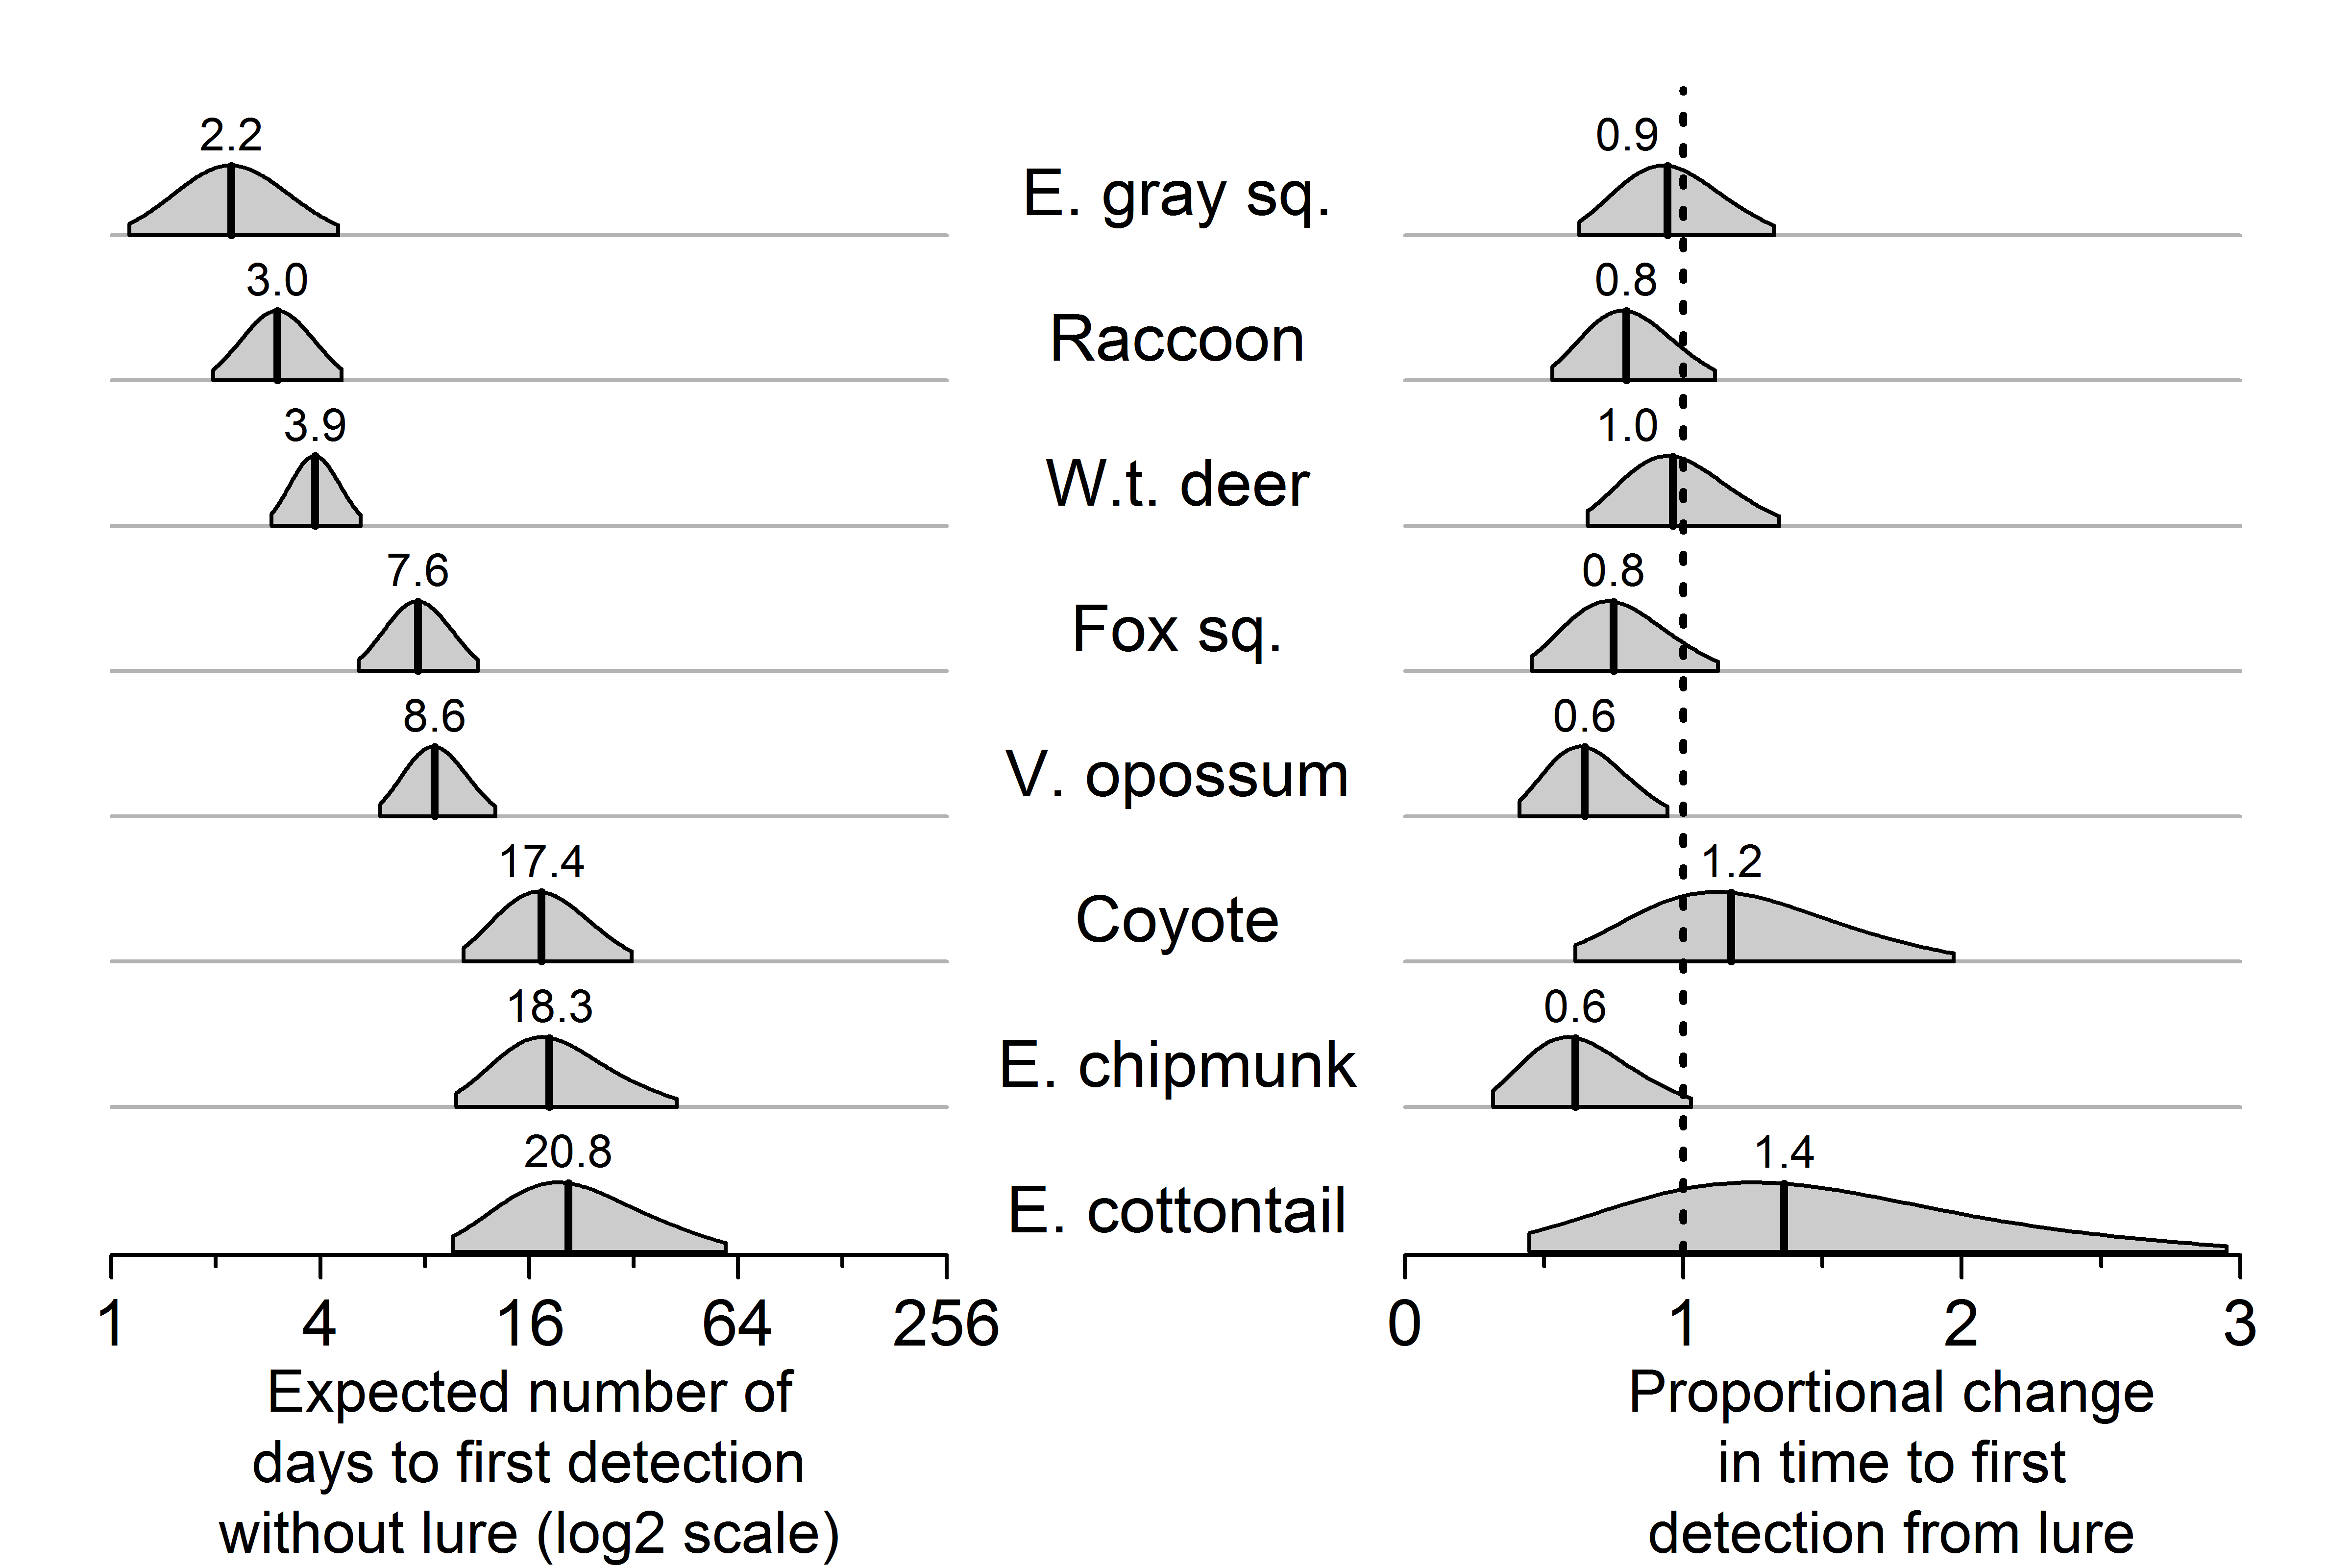 2.2
E. gray sq.
0.9
3.0
Raccoon
0.8
3.9
W.t. deer
1.0
7.6
Fox sq.
0.8
8.6
V. opossum
0.6
17.4
Coyote
1.2
18.3
E. chipmunk
0.6
20.8
E. cottontail
1.4
1 4 16 64 256
0 1 2 3
Expected number of
days to first detection
without lure (log2 scale)
Proportional change
in time to first
detection from lure